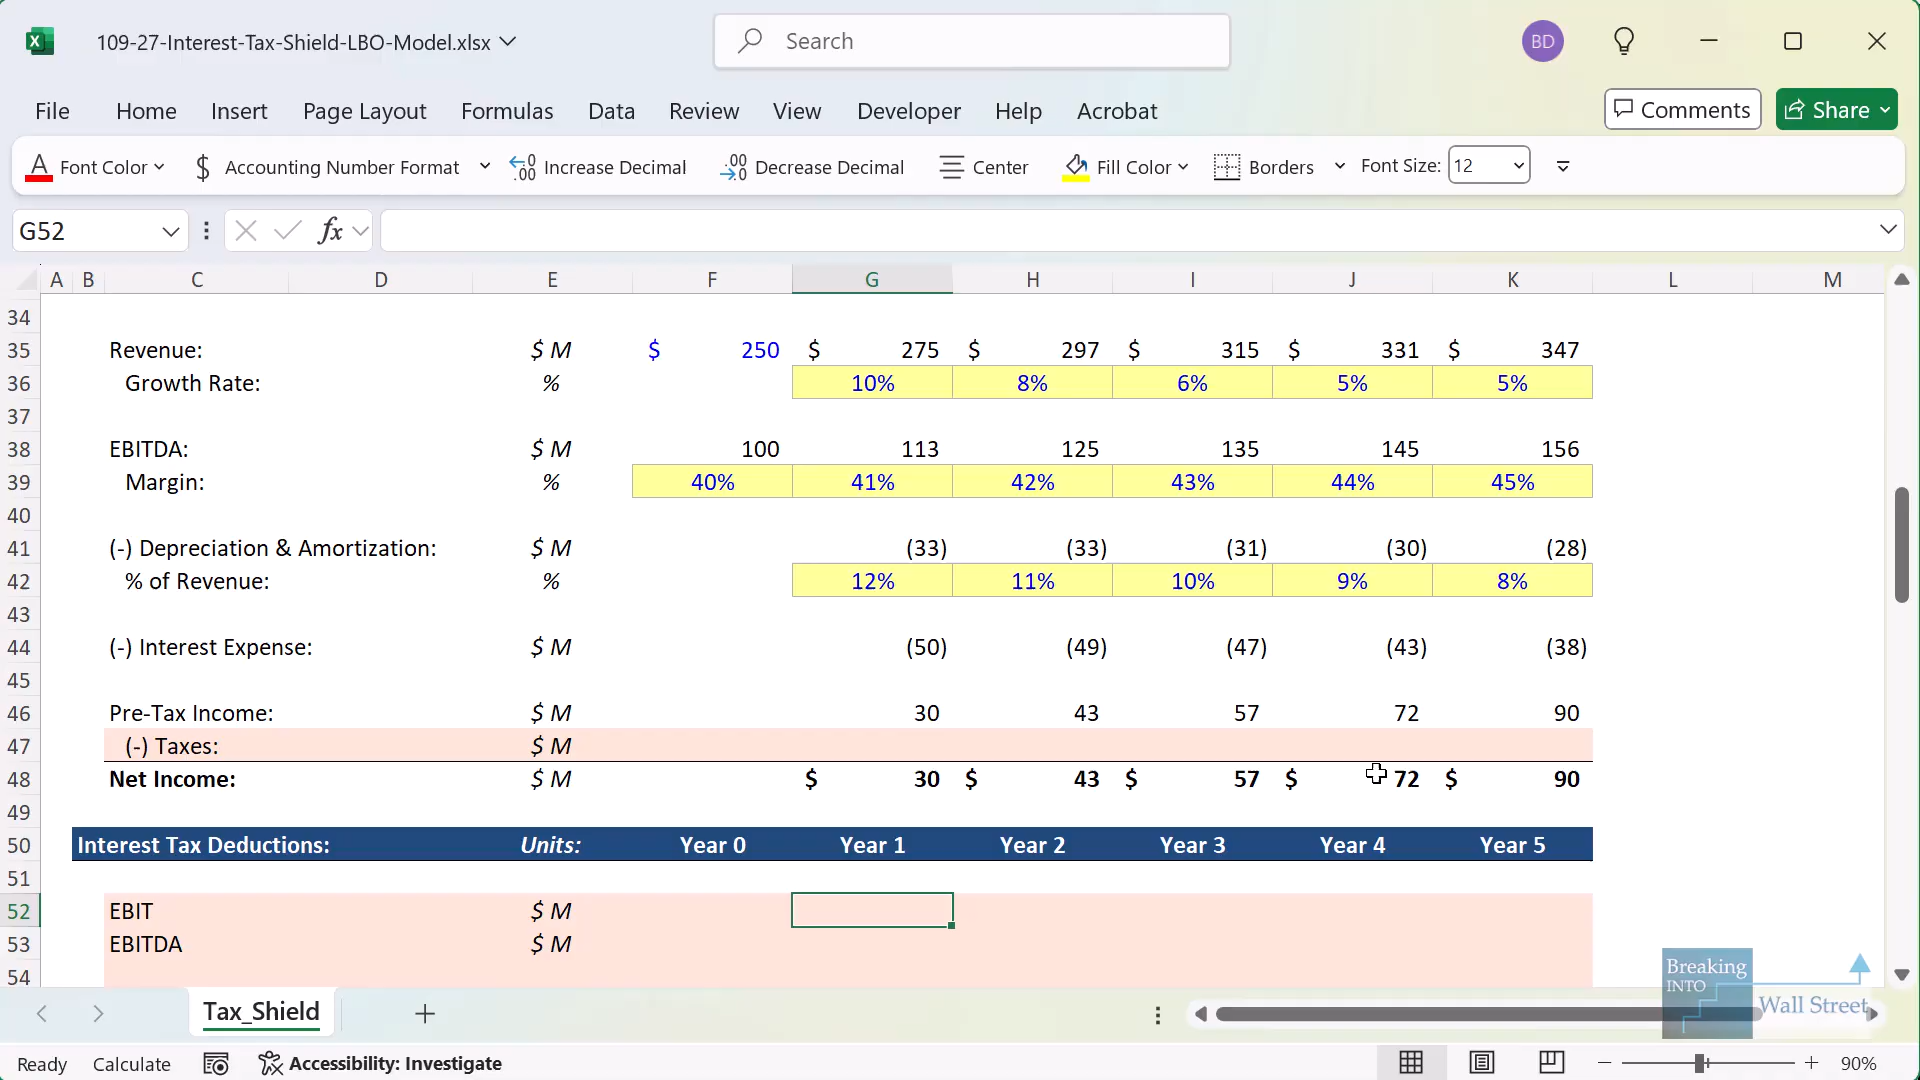 109-27-Interest-Tax-Shield-LBO-Model.xlsx
Search
BD
File Home Insert Page Layout Formulas Data Review View Developer Help Acrobat
Comments
Share
A Font Color $ Accounting Number Format Increase Decimal Decrease Decimal Center Fill Color Borders Font Size: 12
G52 fx
A B C D E F G H I J K L M
34
35 Revenue: $ M $ 250 $ 275 $ 297 $ 315 $ 331 $ 347
36 Growth Rate: % 10% 8% 6% 5% 5%
37
38 EBITDA: $ M 100 113 125 135 145 156
39 Margin: % 40% 41% 42% 43% 44% 45%
40
41 (-) Depreciation & Amortization: $ M (33) (33) (31) (30) (28)
42 % of Revenue: % 12% 11% 10% 9% 8%
43
44 (-) Interest Expense: $ M (50) (49) (47) (43) (38)
45
46 Pre-Tax Income: $ M 30 43 57 72 90
47 (-) Taxes: $ M
48 Net Income: $ M $ 30 $ 43 $ 57 $ 72 $ 90
49
50 Interest Tax Deductions: Units: Year 0 Year 1 Year 2 Year 3 Year 4 Year 5
51
52 EBIT $ M
53 EBITDA $ M
54
Breaking
INTO
Wall Street
Tax_Shield
Ready Calculate Accessibility: Investigate 90%